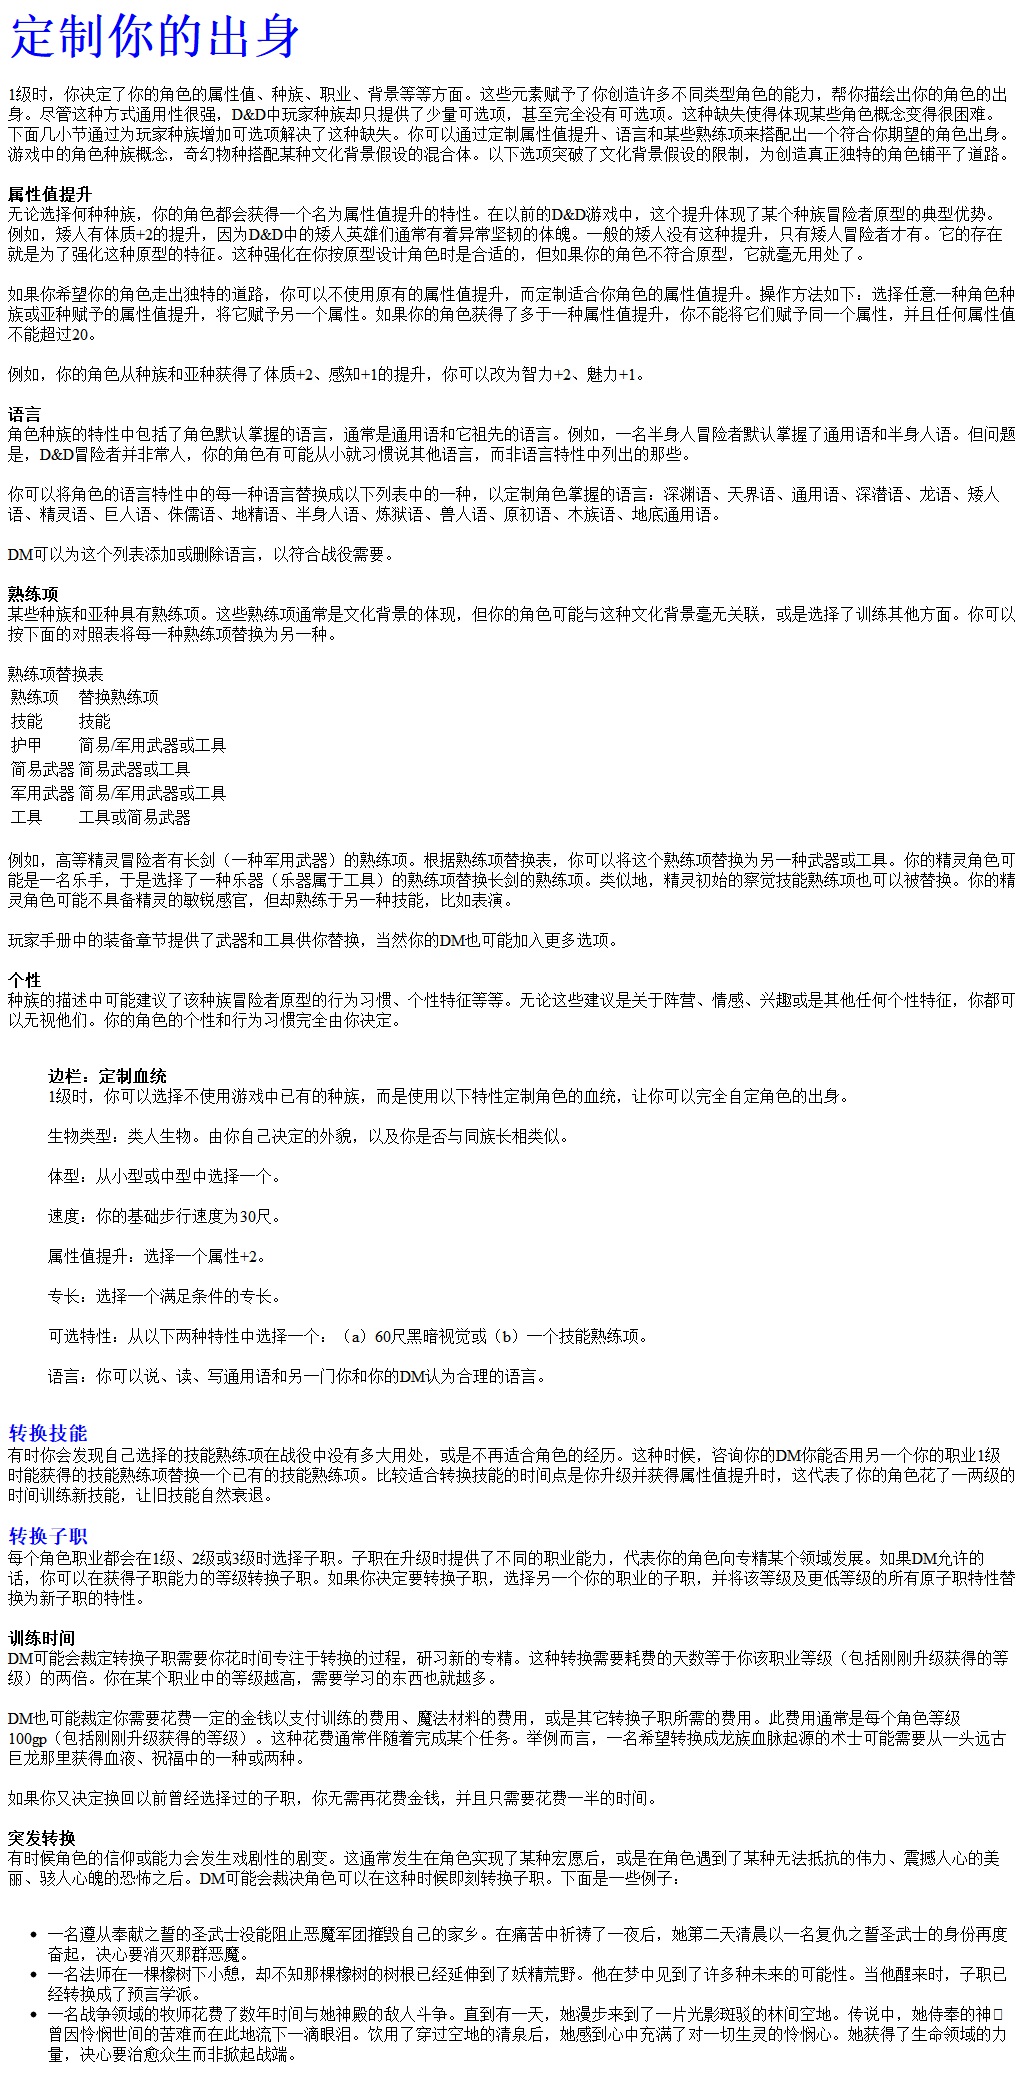 定制你的出身
1级时，你决定了你的角色的属性值、种族、职业、背景等等方面。这些元素赋予了你创造许多不同类型角色的能力，帮你描绘出你的角色的出
身。尽管这种方式通用性很强，D&D中玩家种族却只提供了少量可选项，甚至完全没有可选项。这种缺失使得体现某些角色概念变得很困难。
下面几小节通过为玩家种族增加可选项解决了这种缺失。你可以通过定制属性值提升、语言和某些熟练项来搭配出一个符合你期望的角色出身。
游戏中的角色种族概念，奇幻物种搭配某种文化背景假设的混合体。以下选项突破了文化背景假设的限制，为创造真正独特的角色铺平了道路。
属性值提升
无论选择何种种族，你的角色都会获得一个名为属性值提升的特性。在以前的D&D游戏中，这个提升体现了某个种族冒险者原型的典型优势。
例如，矮人有体质+2的提升，因为D&D中的矮人英雄们通常有着异常坚韧的体魄。一般的矮人没有这种提升，只有矮人冒险者才有。它的存在
就是为了强化这种原型的特征。这种强化在你按原型设计角色时是合适的，但如果你的角色不符合原型，它就毫无用处了。
如果你希望你的角色走出独特的道路，你可以不使用原有的属性值提升，而定制适合你角色的属性值提升。操作方法如下：选择任意一种角色种
族或亚种赋予的属性值提升，将它赋予另一个属性。如果你的角色获得了多于一种属性值提升，你不能将它们赋予同一个属性，并且任何属性值
不能超过20。
例如，你的角色从种族和亚种获得了体质+2、感知+1的提升，你可以改为智力+2、魅力+1。
语言
角色种族的特性中包括了角色默认掌握的语言，通常是通用语和它祖先的语言。例如，一名半身人冒险者默认掌握了通用语和半身人语。但问题
是，D&D冒险者并非常人，你的角色有可能从小就习惯说其他语言，而非语言特性中列出的那些。
你可以将角色的语言特性中的每一种语言替换成以下列表中的一种，以定制角色掌握的语言：深渊语、天界语、通用语、深潜语、龙语、矮人
语、精灵语、巨人语、侏儒语、地精语、半身人语、炼狱语、兽人语、原初语、木族语、地底通用语。
DM可以为这个列表添加或删除语言，以符合战役需要。
熟练项
某些种族和亚种具有熟练项。这些熟练项通常是文化背景的体现，但你的角色可能与这种文化背景毫无关联，或是选择了训练其他方面。你可以
按下面的对照表将每一种熟练项替换为另一种。
熟练项替换表
熟练项 替换熟练项
技能 技能
护甲 简易/军用武器或工具
简易武器 简易武器或工具
军用武器 简易/军用武器或工具
工具 工具或简易武器
例如，高等精灵冒险者有长剑（一种军用武器）的熟练项。根据熟练项替换表，你可以将这个熟练项替换为另一种武器或工具。你的精灵角色可
能是一名乐手，于是选择了一种乐器（乐器属于工具）的熟练项替换长剑的熟练项。类似地，精灵初始的察觉技能熟练项也可以被替换。你的精
灵角色可能不具备精灵的敏锐感官，但却熟练于另一种技能，比如表演。
玩家手册中的装备章节提供了武器和工具供你替换，当然你的DM也可能加入更多选项。
个性
种族的描述中可能建议了该种族冒险者原型的行为习惯、个性特征等等。无论这些建议是关于阵营、情感、兴趣或是其他任何个性特征，你都可
以无视他们。你的角色的个性和行为习惯完全由你决定。
边栏：定制血统
1级时，你可以选择不使用游戏中已有的种族，而是使用以下特性定制角色的血统，让你可以完全自定角色的出身。
生物类型：类人生物。由你自己决定的外貌，以及你是否与同族长相类似。
体型：从小型或中型中选择一个。
速度：你的基础步行速度为30尺。
属性值提升：选择一个属性+2。
专长：选择一个满足条件的专长。
可选特性：从以下两种特性中选择一个：（a）60尺黑暗视觉或（b）一个技能熟练项。
语言：你可以说、读、写通用语和另一门你和你的DM认为合理的语言。
转换技能
有时你会发现自己选择的技能熟练项在战役中没有多大用处，或是不再适合角色的经历。这种时候，咨询你的DM你能否用另一个你的职业1级
时能获得的技能熟练项替换一个已有的技能熟练项。比较适合转换技能的时间点是你升级并获得属性值提升时，这代表了你的角色花了一两级的
时间训练新技能，让旧技能自然衰退。
转换子职
每个角色职业都会在1级、2级或3级时选择子职。子职在升级时提供了不同的职业能力，代表你的角色向专精某个领域发展。如果DM允许的
话，你可以在获得子职能力的等级转换子职。如果你决定要转换子职，选择另一个你的职业的子职，并将该等级及更低等级的所有原子职特性替
换为新子职的特性。
训练时间
DM可能会裁定转换子职需要你花时间专注于转换的过程，研习新的专精。这种转换需要耗费的天数等于你该职业等级（包括刚刚升级获得的等
级）的两倍。你在某个职业中的等级越高，需要学习的东西也就越多。
DM也可能裁定你需要花费一定的金钱以支付训练的费用、魔法材料的费用，或是其它转换子职所需的费用。此费用通常是每个角色等级
100gp（包括刚刚升级获得的等级）。这种花费通常伴随着完成某个任务。举例而言，一名希望转换成龙族血脉起源的术士可能需要从一头远古
巨龙那里获得血液、祝福中的一种或两种。
如果你又决定换回以前曾经选择过的子职，你无需再花费金钱，并且只需要花费一半的时间。
突发转换
有时候角色的信仰或能力会发生戏剧性的剧变。这通常发生在角色实现了某种宏愿后，或是在角色遇到了某种无法抵抗的伟力、震撼人心的美
丽、骇人心魄的恐怖之后。DM可能会裁决角色可以在这种时候即刻转换子职。下面是一些例子：
• 一名遵从奉献之誓的圣武士没能阻止恶魔军团摧毁自己的家乡。在痛苦中祈祷了一夜后，她第二天清晨以一名复仇之誓圣武士的身份再度
奋起，决心要消灭那群恶魔。
• 一名法师在一棵橡树下小憩，却不知那棵橡树的树根已经延伸到了妖精荒野。他在梦中见到了许多种未来的可能性。当他醒来时，子职已
经转换成了预言学派。
• 一名战争领域的牧师花费了数年时间与她神殿的敌人斗争。直到有一天，她漫步来到了一片光影斑驳的林间空地。传说中，她侍奉的神
曾因怜悯世间的苦难而在此地流下一滴眼泪。饮用了穿过空地的清泉后，她感到心中充满了对一切生灵的怜悯心。她获得了生命领域的力
量，决心要治愈众生而非掀起战端。